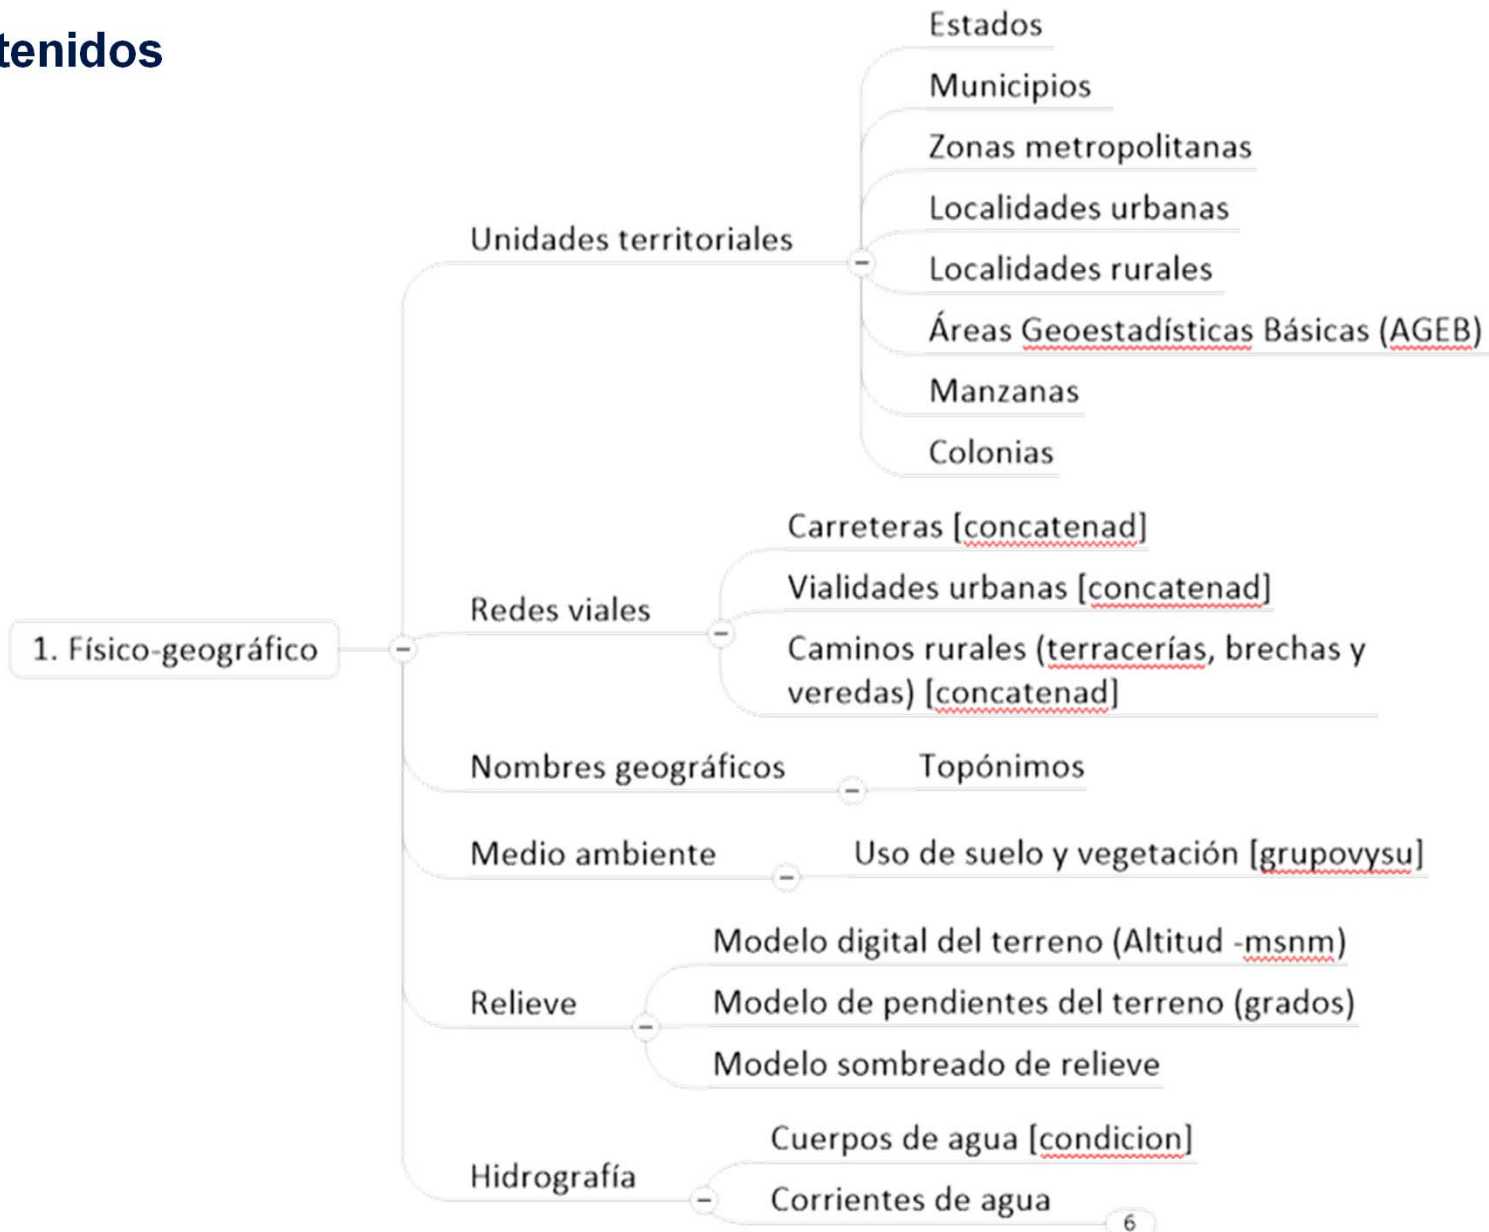 tenidos
1. Físico-geográfico
Unidades territoriales
Estados
Municipios
Zonas metropolitanas
Localidades urbanas
Localidades rurales
Áreas Geoestadísticas Básicas (AGEB)
Manzanas
Colonias
Redes viales
Carreteras [concatenad]
Vialidades urbanas [concatenad]
Caminos rurales (terracerías, brechas y
veredas) [concatenad]
Nombres geográficos
Topónimos
Medio ambiente
Uso de suelo y vegetación [grupovysu]
Relieve
Modelo digital del terreno (Altitud -msnm)
Modelo de pendientes del terreno (grados)
Modelo sombreado de relieve
Hidrografía
Cuerpos de agua [condicion]
Corrientes de agua
6